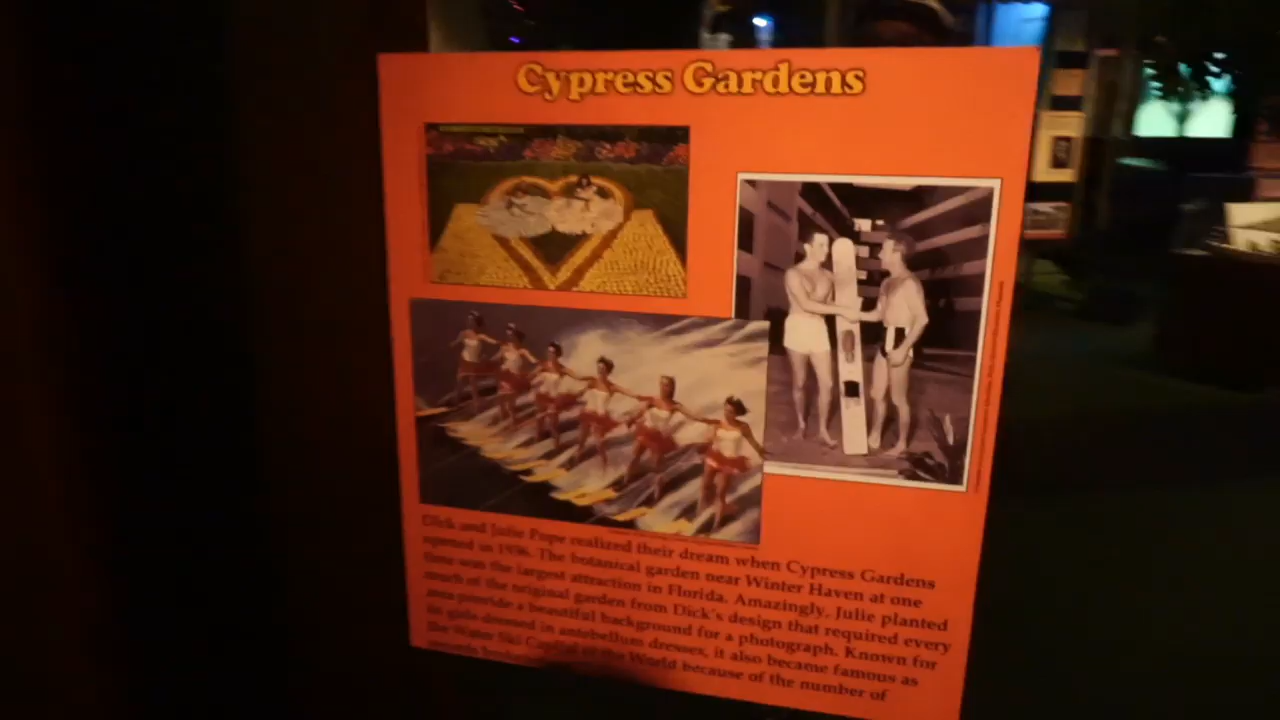 Cypress Gardens
Dick and Julie Pope realized their dream when Cypress Gardens
opened in 1936. The botanical garden near Winter Haven at one
time was the largest attraction in Florida. Amazingly, Julie planted
much of the original garden from Dick's design that required every
area provide a beautiful background for a photograph. Known for
its girls dressed in antebellum dresses, it also became famous as
The Water Ski Capital of the World because of the number of